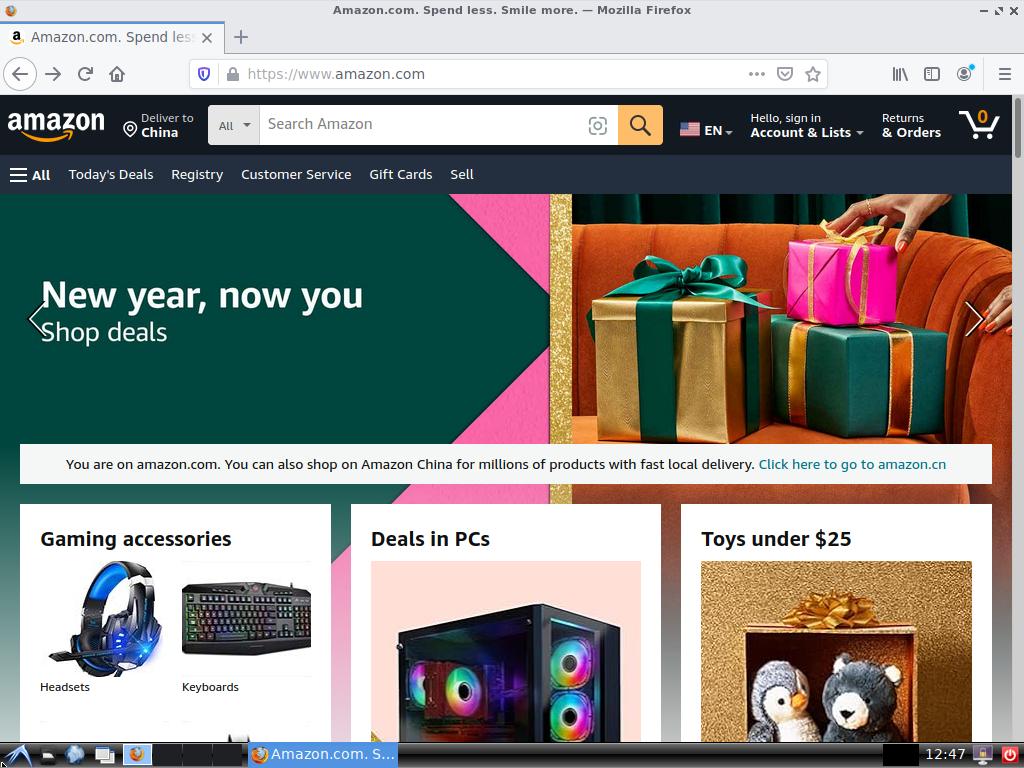 Amazon.com. Spend less. Smile more. — Mozilla Firefox
Amazon.com. Spend les
https://www.amazon.com
amazon
Deliver to
China
All
Search Amazon
EN
Hello, sign in
Account & Lists
Returns
& Orders
0
All
Today's Deals
Registry
Customer Service
Gift Cards
Sell
New year, now you
Shop deals
You are on amazon.com. You can also shop on Amazon China for millions of products with fast local delivery. Click here to go to amazon.cn
Gaming accessories
Headsets
Keyboards
Deals in PCs
Toys under $25
Amazon.com. S...
12:47